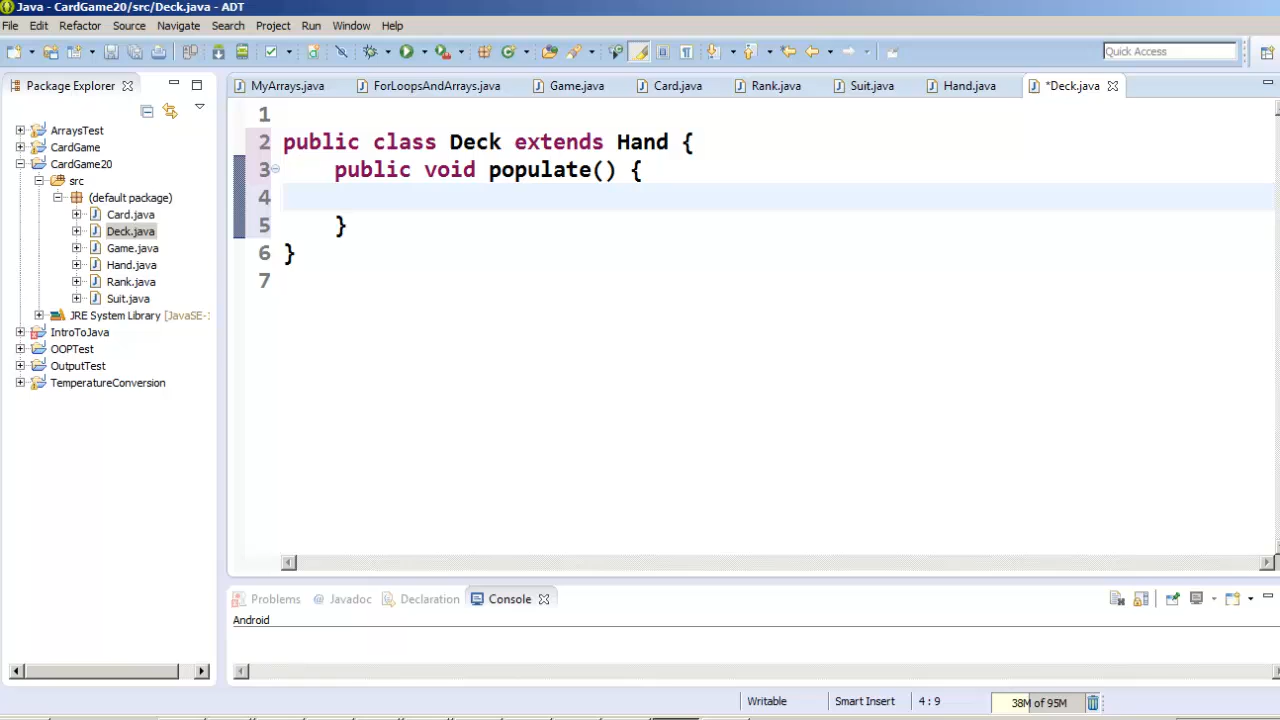 Java - CardGame20/src/Deck.java - ADT
File Edit Refactor Source Navigate Search Project Run Window Help
Quick Access
Package Explorer
MyArrays.java ForLoopsAndArrays.java Game.java Card.java Rank.java Suit.java Hand.java *Deck.java
ArraysTest
CardGame
CardGame20
src
(default package)
Card.java
Deck.java
Game.java
Hand.java
Rank.java
Suit.java
JRE System Library [JavaSE-1
IntroToJava
OOPTest
OutputTest
TemperatureConversion
1
2 public class Deck extends Hand {
3 public void populate() {
4
5 }
6 }
7
Problems @ Javadoc Declaration Console
Android
Writable Smart Insert 4 : 9 38M of 95M